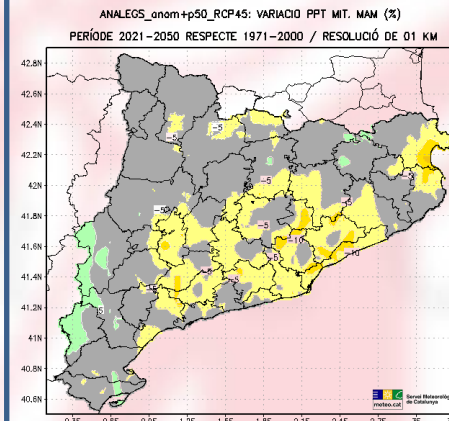 ANALEGS_anom+p50_RCP45: VARIACIÓ PPT MIT. MAM (%)
PERÍODE 2021-2050 RESPECTE 1971-2000 / RESOLUCIÓ DE 01 KM
42.8N
42.6N
42.4N
42.2N
42N
41.8N
41.6N
41.4N
41.2N
41N
40.8N
40.6N
-5
-5
-5
-5
-5
-5
-5
-10
-5
-10
-5
-5
meteo.cat
Servei Meteorològic
de Catalunya